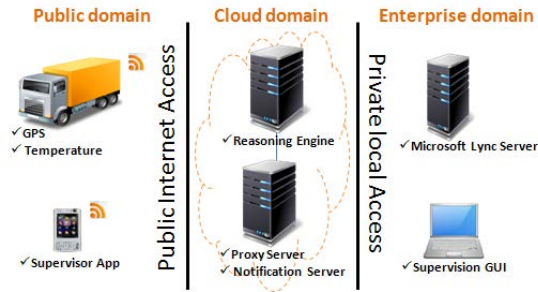 Public domain
Cloud domain
Enterprise domain
✓GPS
✓ Temperature
Public Internet Access
✓Reasoning Engine
Private local Access
✓Microsoft Lync Server
✓Supervisor App
✓Proxy Server
✓ Notification Server
✓ Supervision GUI